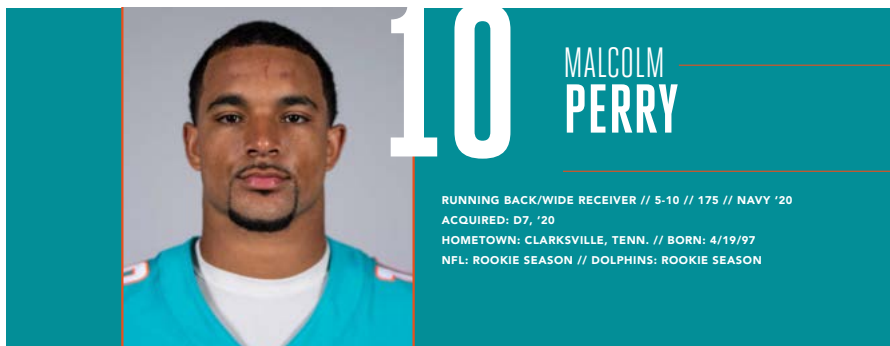 10
MALCOLM
PERRY
RUNNING BACK/WIDE RECEIVER // 5-10 // 175 // NAVY ’20
ACQUIRED: D7, ’20
HOMETOWN: CLARKSVILLE, TENN. // BORN: 4/19/97
NFL: ROOKIE SEASON // DOLPHINS: ROOKIE SEASON